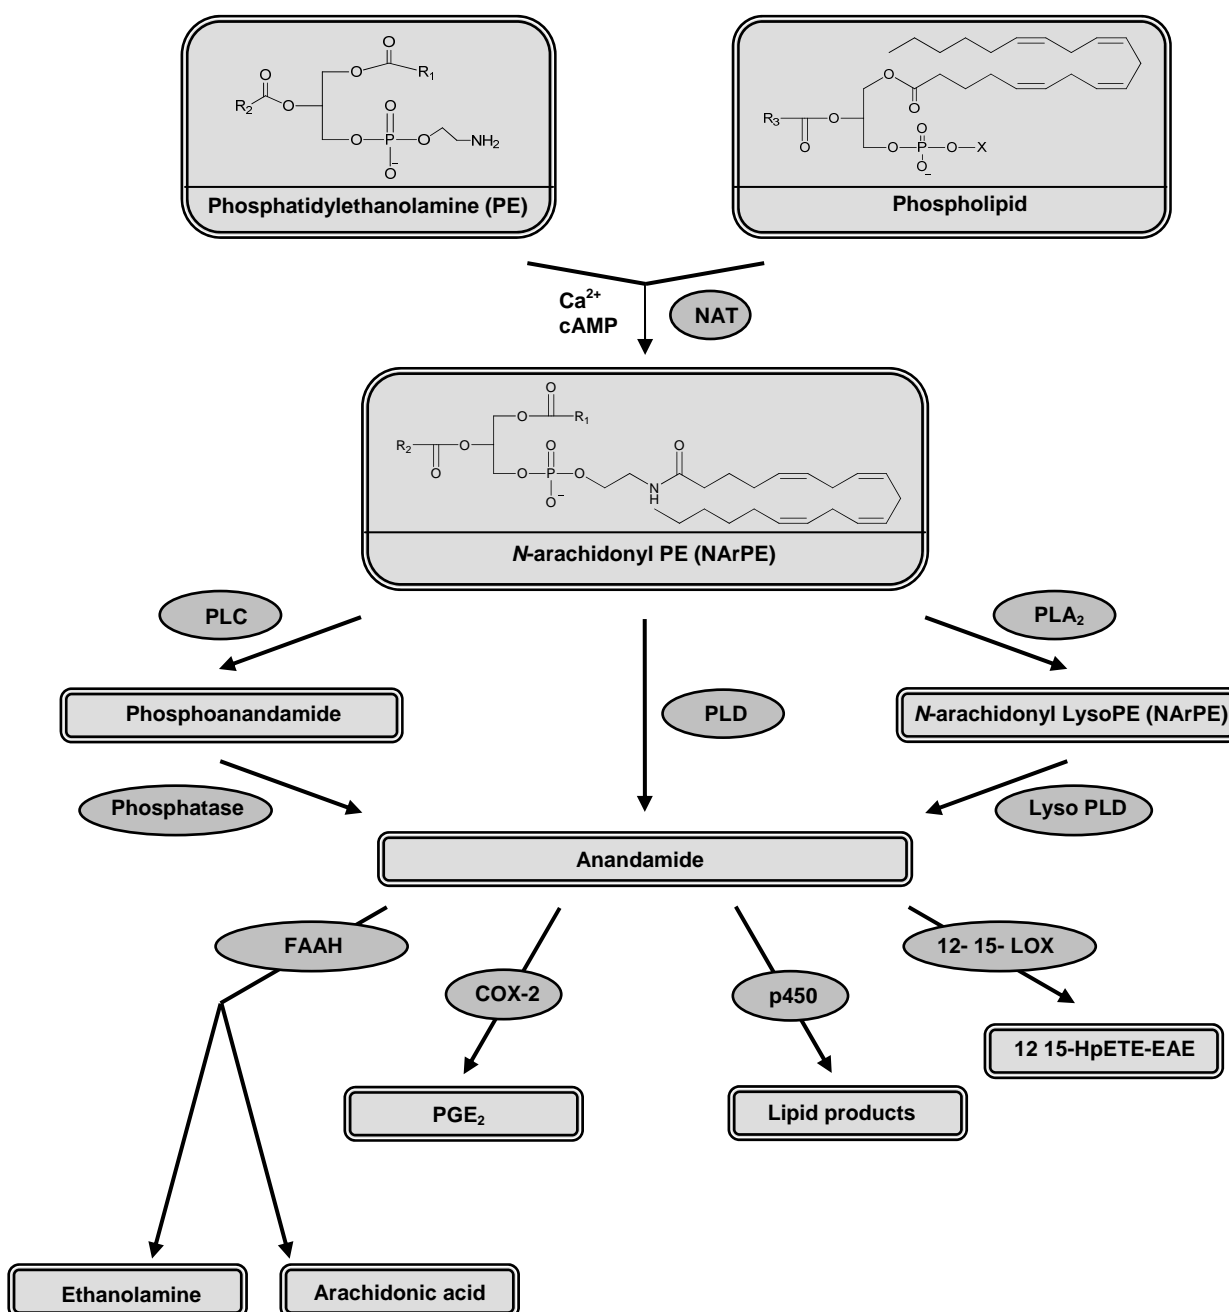 O
O
R₁
O
R₂
O
O
O
P
O
NH₂
O
–
Phosphatidylethanolamine (PE)
O
O
R₃
O
O
O
O
P
O
X
O
–
Phospholipid
Ca²⁺
cAMP
NAT
O
O
R₁
R₂
O
O
O
O
P
O
O
–
O
N
H
N-arachidonyl PE (NArPE)
PLC
PLA₂
Phosphoanandamide
PLD
N-arachidonyl LysoPE (NArPE)
Phosphatase
Lyso PLD
Anandamide
FAAH
12- 15- LOX
COX-2
p450
12 15-HpETE-EAE
PGE₂
Lipid products
Ethanolamine
Arachidonic acid